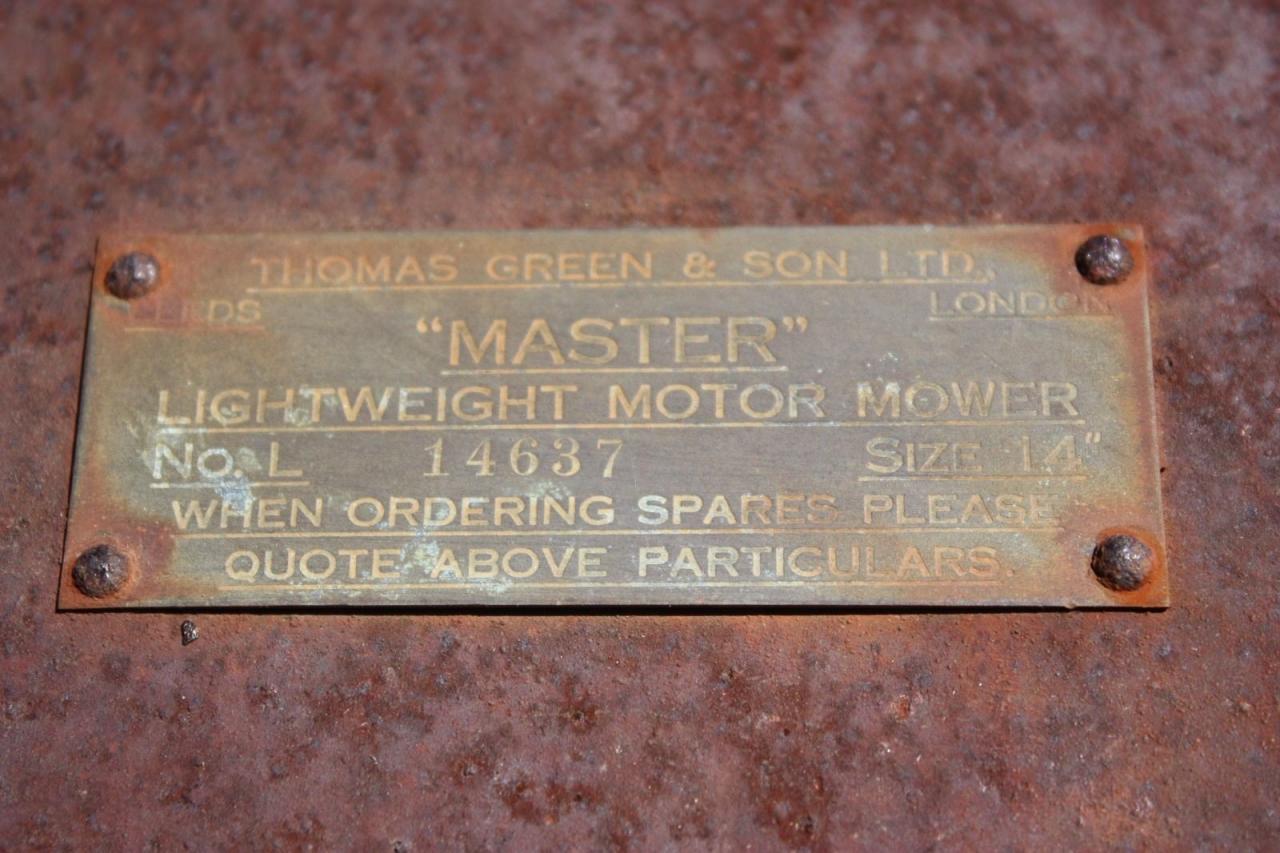 THOMAS GREEN & SON LTD.,
LEEDS LONDON
“MASTER”
LIGHTWEIGHT MOTOR MOWER
No. L 14637 SIZE 14"
WHEN ORDERING SPARES PLEASE
QUOTE ABOVE PARTICULARS.